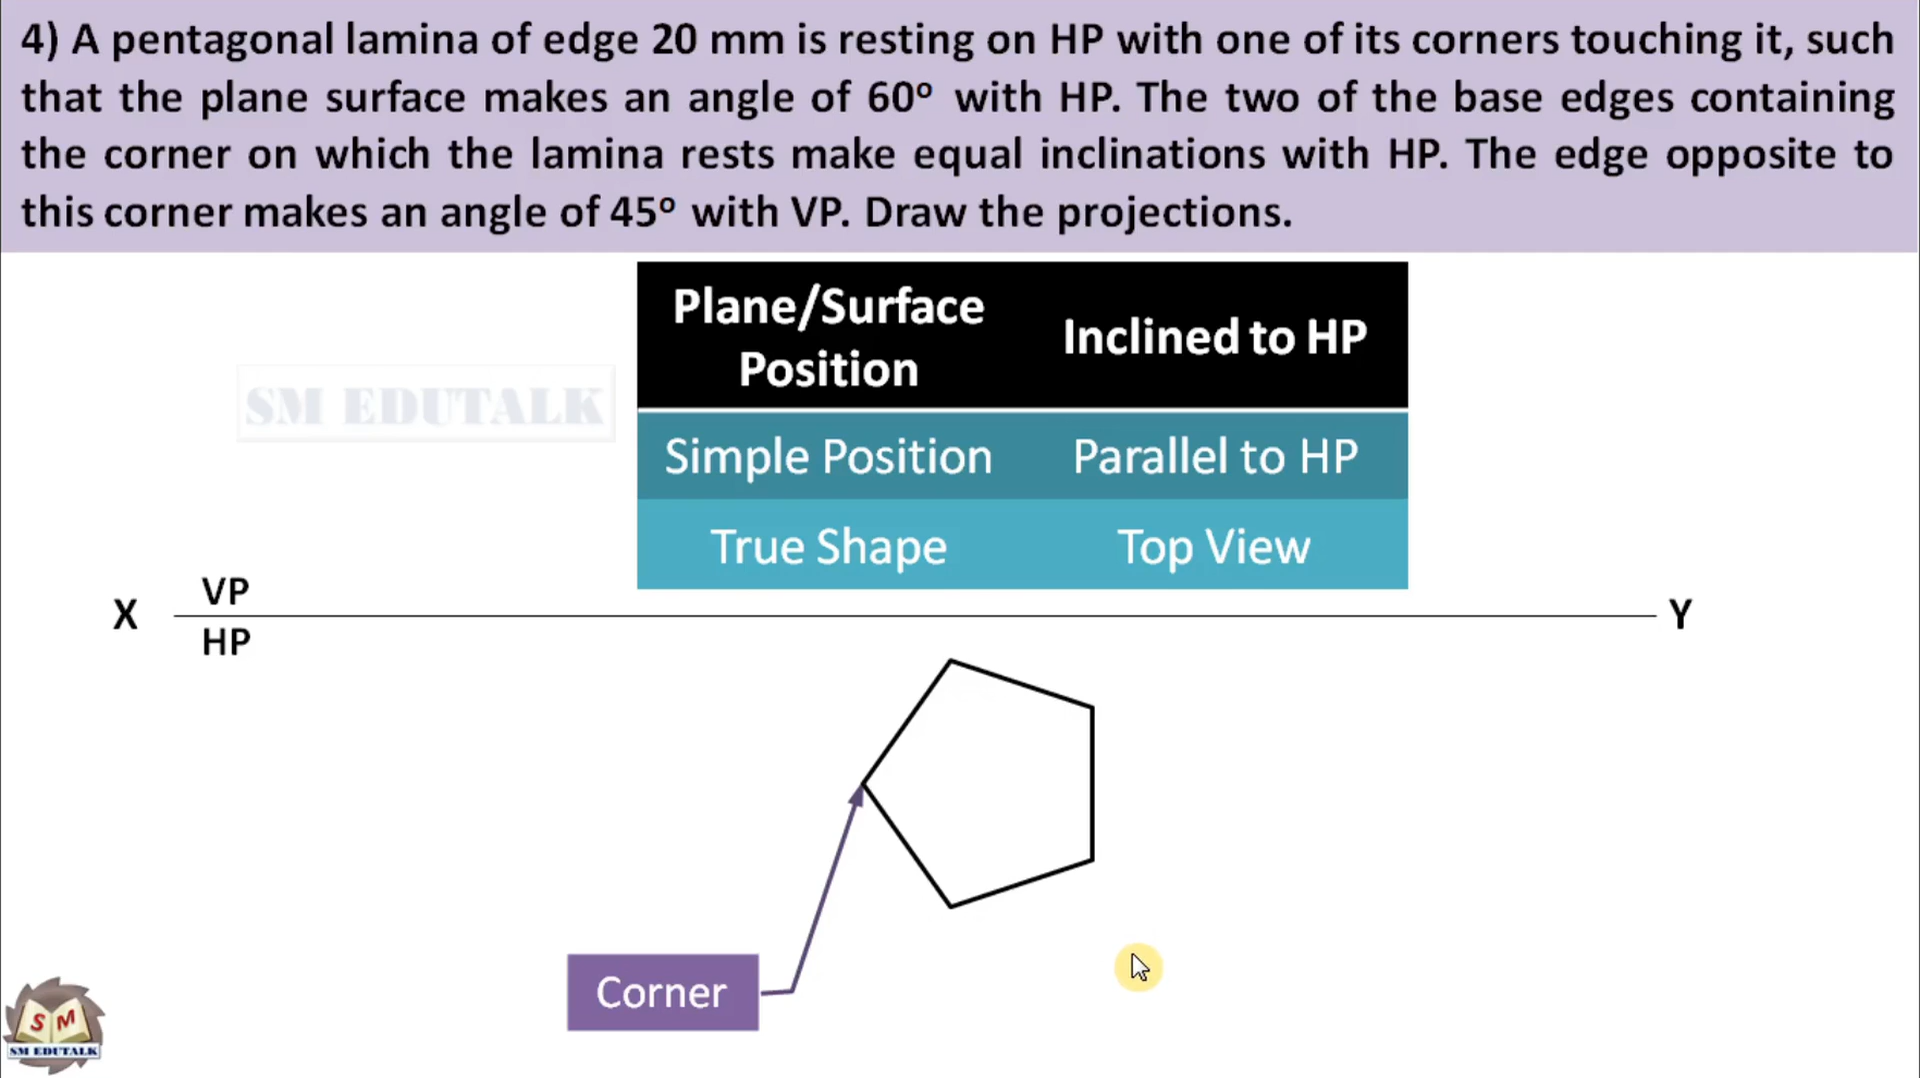 4) A pentagonal lamina of edge 20 mm is resting on HP with one of its corners touching it, such
that the plane surface makes an angle of 60º with HP. The two of the base edges containing
the corner on which the lamina rests make equal inclinations with HP. The edge opposite to
this corner makes an angle of 45º with VP. Draw the projections.
Plane/Surface
Position
Inclined to HP
SM EDUTALK
Simple Position
Parallel to HP
True Shape
Top View
VP
X
Y
HP
Corner
S M
SM EDUTALK